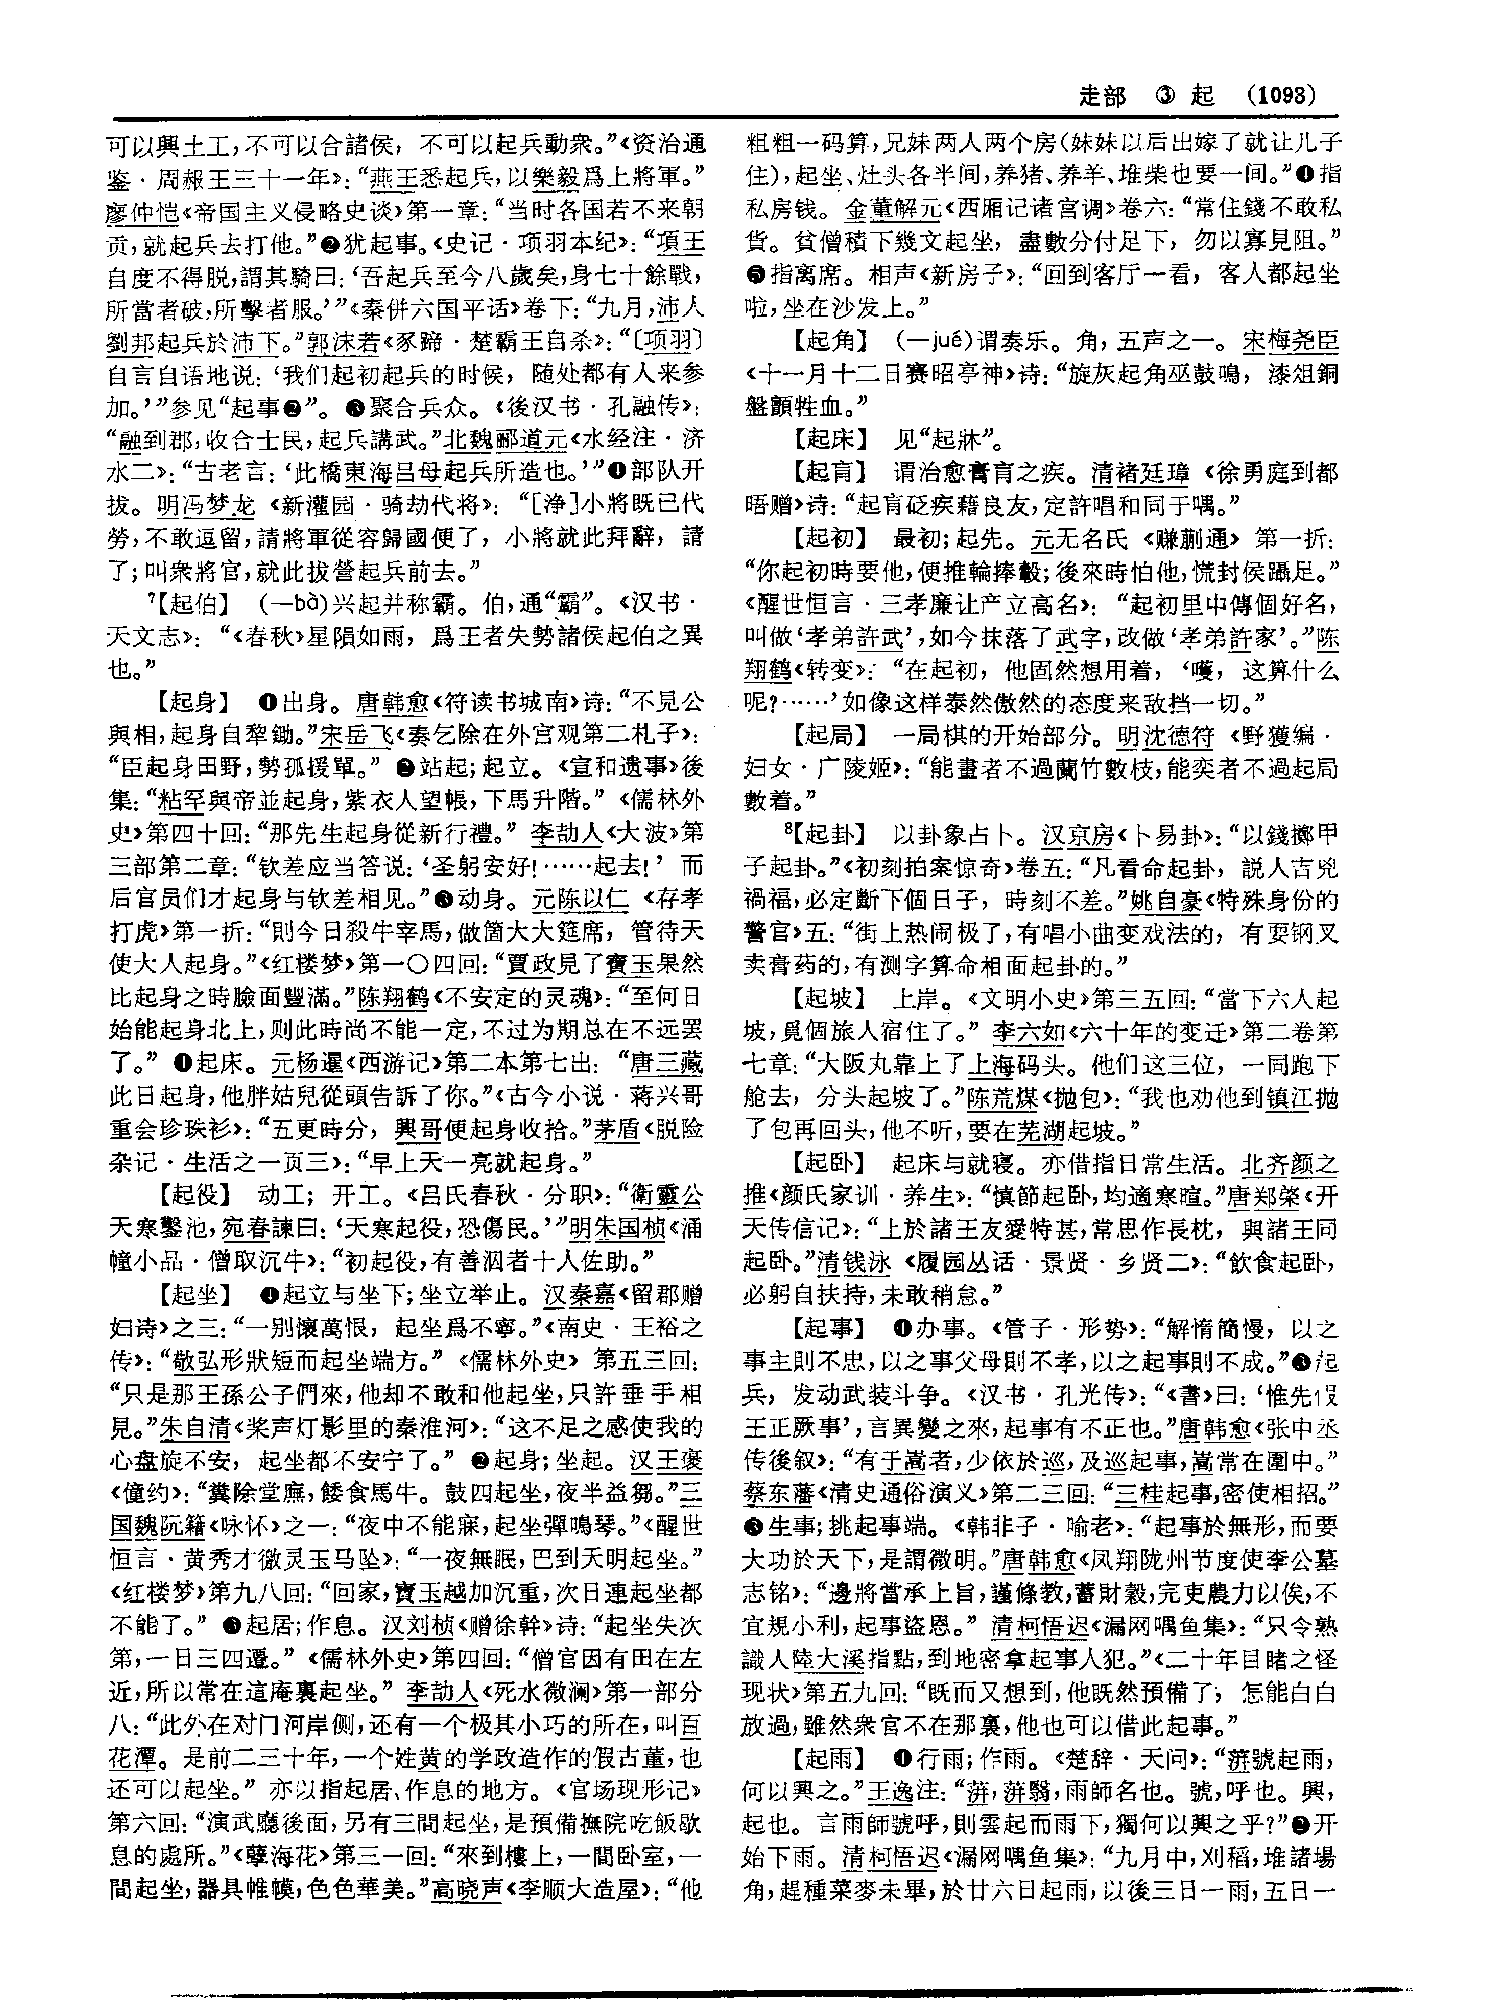 走部 ③ 起 (1093)
可以興土工，不可以合諸侯，不可以起兵動衆。”《资治通
鉴·周赧王三十一年》：“燕王悉起兵，以樂毅爲上將軍。”
廖仲恺《帝国主义侵略史谈》第一章：“当时各国若不来朝
贡，就起兵去打他。”❷犹起事。《史记·项羽本纪》：“項王
自度不得脱，謂其騎曰：‘吾起兵至今八歲矣，身七十餘戰，
所當者破，所擊者服。’”《秦併六国平话》卷下：“九月，沛人
劉邦起兵於沛下。”郭沫若《豕蹄·楚霸王自杀》：“〔项羽〕
自言自语地说：‘我们起初起兵的时候，随处都有人来参
加。’”参见“起事❷”。❸聚合兵众。《後汉书·孔融传》：
“融到郡，收合士民，起兵講武。”北魏郦道元《水经注·济
水二》：“古老言：‘此橋東海吕母起兵所造也。’”❹部队开
拔。明冯梦龙《新灌园·骑劫代将》：“[净]小將既已代
勞，不敢逗留，請將軍從容歸國便了，小將就此拜辭，請
了；叫衆將官，就此拔營起兵前去。”
⁷【起伯】 (—bà)兴起并称霸。伯，通“霸”。《汉书·
天文志》：“《春秋》星隕如雨，爲王者失勢諸侯起伯之異
也。”
【起身】 ❶出身。唐韩愈《符读书城南》诗：“不見公
與相，起身自犂鋤。”宋岳飞《奏乞除在外宫观第二札子》：
“臣起身田野，勢孤援單。”❷站起；起立。《宣和遗事》後
集：“粘罕與帝並起身，紫衣人望帳，下馬升階。”《儒林外
史》第四十回：“那先生起身從新行禮。”李劼人《大波》第
三部第二章：“钦差应当答说：‘圣躬安好！……起去！’而
后官员们才起身与钦差相见。”❸动身。元陈以仁《存孝
打虎》第一折：“則今日殺牛宰馬，做箇大大筵席，管待天
使大人起身。”《红楼梦》第一〇四回：“賈政見了寶玉果然
比起身之時臉面豐滿。”陈翔鹤《不安定的灵魂》：“至何日
始能起身北上，则此時尚不能一定，不过为期总在不远罢
了。”❹起床。元杨暹《西游记》第二本第七出：“唐三藏
此日起身，他胖姑兒從頭告訴了你。”《古今小说·蒋兴哥
重会珍珠衫》：“五更時分，興哥便起身收拾。”茅盾《脱险
杂记·生活之一页三》：“早上天一亮就起身。”
【起役】 动工；开工。《吕氏春秋·分职》：“衛靈公
天寒鑿池，宛春諫曰：‘天寒起役，恐傷民。’”明朱国桢《涌
幢小品·僧取沉牛》：“初起役，有善泅者十人佐助。”
【起坐】 ❶起立与坐下；坐立举止。汉秦嘉《留郡赠
妇诗》之三：“一别懷萬恨，起坐爲不寧。”《南史·王裕之
传》：“敬弘形狀短而起坐端方。”《儒林外史》第五三回：
“只是那王孫公子們來，他却不敢和他起坐，只許垂手相
見。”朱自清《桨声灯影里的秦淮河》：“这不足之感使我的
心盘旋不安，起坐都不安宁了。”❷起身；坐起。汉王褒
《僮约》：“糞除堂廡，餧食馬牛。鼓四起坐，夜半益芻。”三
国魏阮籍《咏怀》之一：“夜中不能寐，起坐彈鳴琴。”《醒世
恒言·黄秀才徼灵玉马坠》：“一夜無眠，巴到天明起坐。”
《红楼梦》第九八回：“回家，寶玉越加沉重，次日連起坐都
不能了。”❸起居；作息。汉刘桢《赠徐幹》诗：“起坐失次
第，一日三四遷。”《儒林外史》第四回：“僧官因有田在左
近，所以常在這庵裏起坐。”李劼人《死水微澜》第一部分
八：“此外在对门河岸侧，还有一个极其小巧的所在，叫百
花潭。是前二三十年，一个姓黄的学政造作的假古董，也
还可以起坐。”亦以指起居、作息的地方。《官场现形记》
第六回：“演武廳後面，另有三間起坐，是預備撫院吃飯歇
息的處所。”《孽海花》第三一回：“來到樓上，一間卧室，一
間起坐，器具帷幙，色色華美。”高晓声《李顺大造屋》：“他
粗粗一码算，兄妹两人两个房（妹妹以后出嫁了就让儿子
住），起坐、灶头各半间，养猪、养羊、堆柴也要一间。”❹指
私房钱。金董解元《西厢记诸宫调》卷六：“常住錢不敢私
貨。貧僧積下幾文起坐，盡數分付足下，勿以寡見阻。”
❺指离席。相声《新房子》：“回到客厅一看，客人都起坐
啦，坐在沙发上。”
【起角】 (—jué)谓奏乐。角，五声之一。宋梅尧臣
《十一月十二日赛昭亭神》诗：“旋灰起角巫鼓鳴，漆俎銅
盤顫牲血。”
【起床】 见“起牀”。
【起肓】 谓治愈膏肓之疾。清褚廷璋《徐勇庭到都
晤赠》诗：“起肓砭疾藉良友，定許唱和同于喁。”
【起初】 最初；起先。元无名氏《赚蒯通》第一折：
“你起初時要他，便推輪捧轂；後來時怕他，慌封侯躡足。”
《醒世恒言·三孝廉让产立高名》：“起初里中傳個好名，
叫做‘孝弟許武’，如今抹落了武字，改做‘孝弟許家’。”陈
翔鹤《转变》：“在起初，他固然想用着，‘嚄，这算什么
呢？……’如像这样泰然傲然的态度来敌挡一切。”
【起局】 一局棋的开始部分。明沈德符《野獲编·
妇女·广陵姬》：“能畫者不過蘭竹數枝，能奕者不過起局
數着。”
⁸【起卦】 以卦象占卜。汉京房《卜易卦》：“以錢擲甲
子起卦。”《初刻拍案惊奇》卷五：“凡看命起卦，説人吉兇
禍福，必定斷下個日子，時刻不差。”姚自豪《特殊身份的
警官》五：“街上热闹极了，有唱小曲变戏法的，有耍钢叉
卖膏药的，有测字算命相面起卦的。”
【起坡】 上岸。《文明小史》第三五回：“當下六人起
坡，覓個旅人宿住了。”李六如《六十年的变迁》第二卷第
七章：“大阪丸靠上了上海码头。他们这三位，一同跑下
舱去，分头起坡了。”陈荒煤《抛包》：“我也劝他到镇江抛
了包再回头，他不听，要在芜湖起坡。”
【起卧】 起床与就寝。亦借指日常生活。北齐颜之
推《颜氏家训·养生》：“慎節起卧，均適寒暄。”唐郑棨《开
天传信记》：“上於諸王友愛特甚，常思作長枕，與諸王同
起卧。”清钱泳《履园丛话·景贤·乡贤二》：“飲食起卧，
必躬自扶持，未敢稍怠。”
【起事】 ❶办事。《管子·形势》：“解惰簡慢，以之
事主則不忠，以之事父母則不孝，以之起事則不成。”❷起
兵，发动武装斗争。《汉书·孔光传》：“《書》曰：‘惟先假
王正厥事’，言異變之來，起事有不正也。”唐韩愈《张中丞
传後叙》：“有于嵩者，少依於巡，及巡起事，嵩常在圍中。”
蔡东藩《清史通俗演义》第二三回：“三桂起事，密使相招。”
❸生事；挑起事端。《韩非子·喻老》：“起事於無形，而要
大功於天下，是謂微明。”唐韩愈《凤翔陇州节度使李公墓
志铭》：“邊將當承上旨，謹條教，蓄財穀，完吏農力以俟，不
宜規小利，起事盜恩。”清柯悟迟《漏网喁鱼集》：“只令熟
識人陸大溪指點，到地密拿起事人犯。”《二十年目睹之怪
现状》第五九回：“既而又想到，他既然預備了，怎能白白
放過，雖然衆官不在那裏，他也可以借此起事。”
【起雨】 ❶行雨；作雨。《楚辞·天问》：“蓱號起雨，
何以興之。”王逸注：“蓱，蓱翳，雨師名也。號，呼也。興，
起也。言雨師號呼，則雲起而雨下，獨何以興之乎？”❷开
始下雨。清柯悟迟《漏网喁鱼集》：“九月中，刈稻，堆諸場
角，趕種菜麥未畢，於廿六日起雨，以後三日一雨，五日一